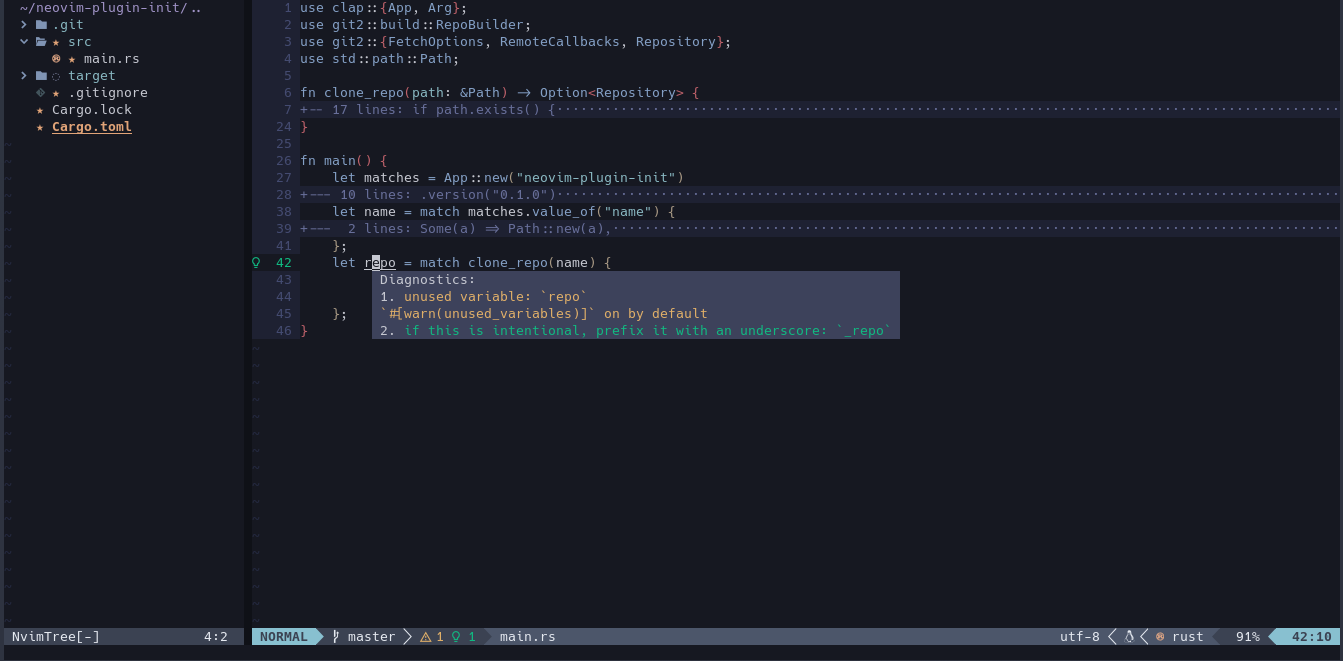 ~/neovim-plugin-init/..
.git
src
main.rs
target
.gitignore
Cargo.lock
Cargo.toml
1 use clap::{App, Arg};
2 use git2::build::RepoBuilder;
3 use git2::{FetchOptions, RemoteCallbacks, Repository};
4 use std::path::Path;
5
6 fn clone_repo(path: &Path) -> Option<Repository> {
7 +-- 17 lines: if path.exists() {
24 }
25
26 fn main() {
27 let matches = App::new("neovim-plugin-init")
28 +--- 10 lines: .version("0.1.0")
38 let name = match matches.value_of("name") {
39 +---  2 lines: Some(a) => Path::new(a),
41 };
42 let repo = match clone_repo(name) {
43 Diagnostics:
44 1. unused variable: `repo`
45 }; `#[warn(unused_variables)]` on by default
46 } 2. if this is intentional, prefix it with an underscore: `_repo`
NvimTree[-] 4:2
NORMAL master 1 1 main.rs utf-8 rust 91% 42:10